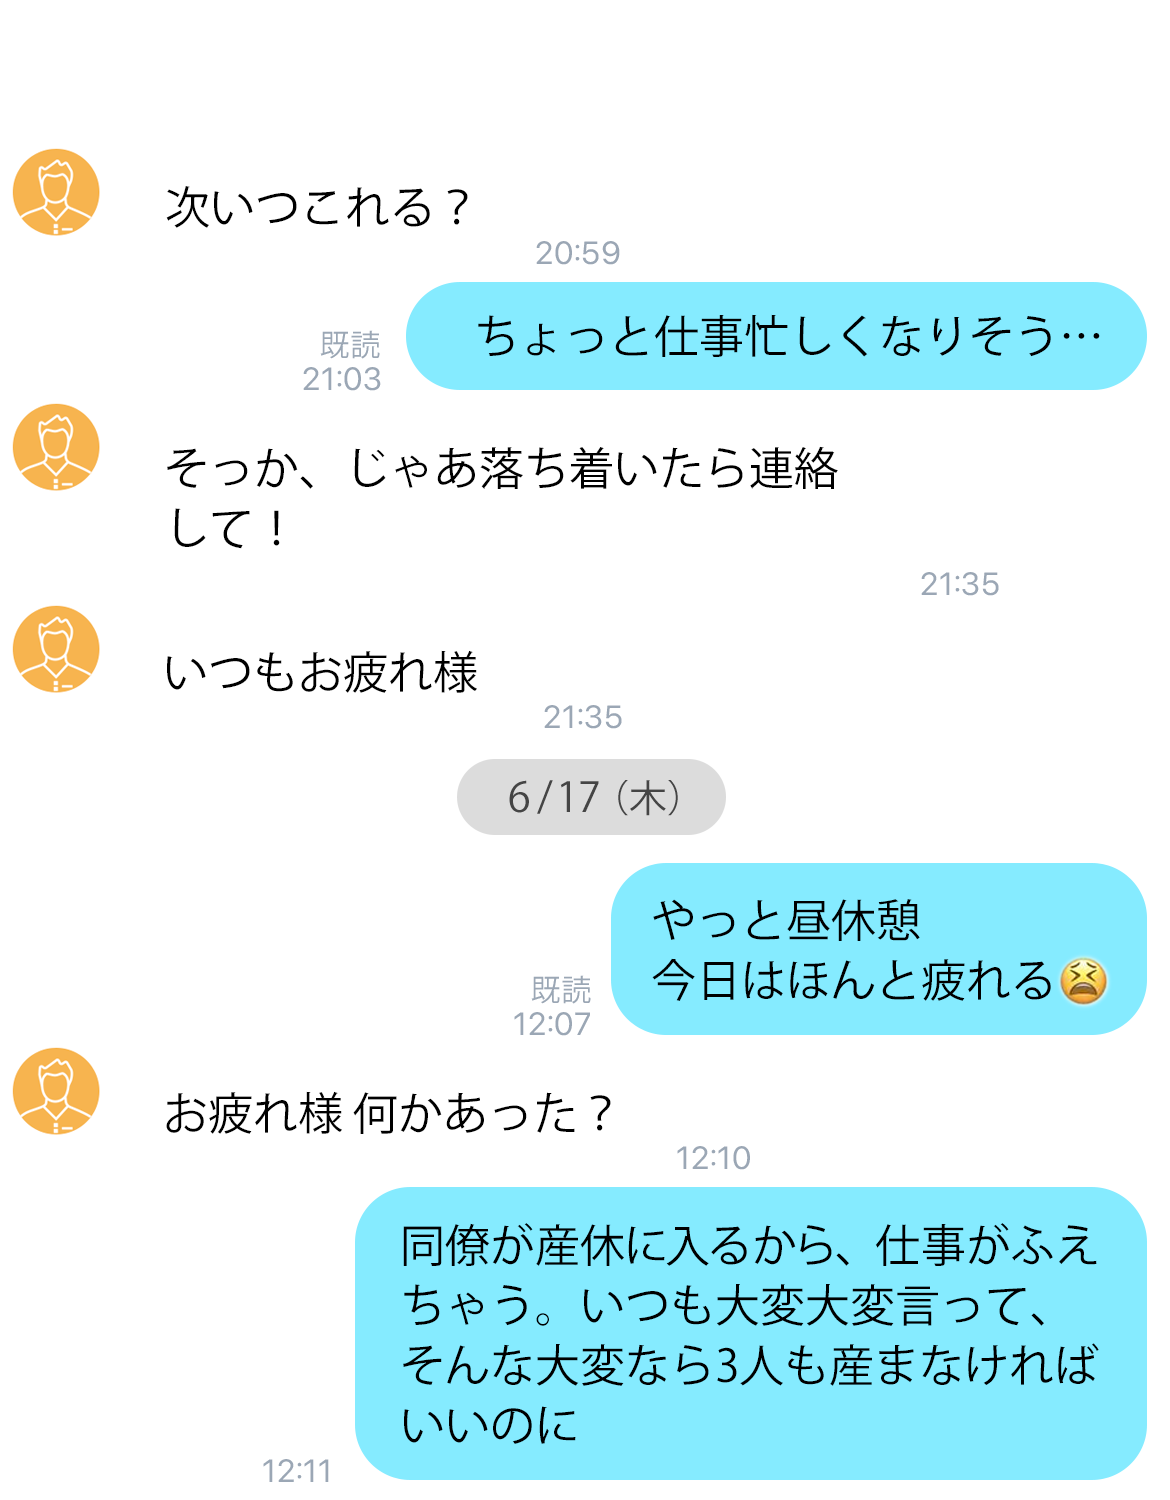 次いつこれる？
20:59
ちょっと仕事忙しくなりそう…
既読
21:03
そっか、じゃあ落ち着いたら連絡
して！
21:35
いつもお疲れ様
21:35
6/17（木）
やっと昼休憩
今日はほんと疲れる😫
既読
12:07
お疲れ様 何かあった？
12:10
同僚が産休に入るから、仕事がふえ
ちゃう。いつも大変大変言って、
そんな大変なら3人も産まなければ
いいのに
12:11